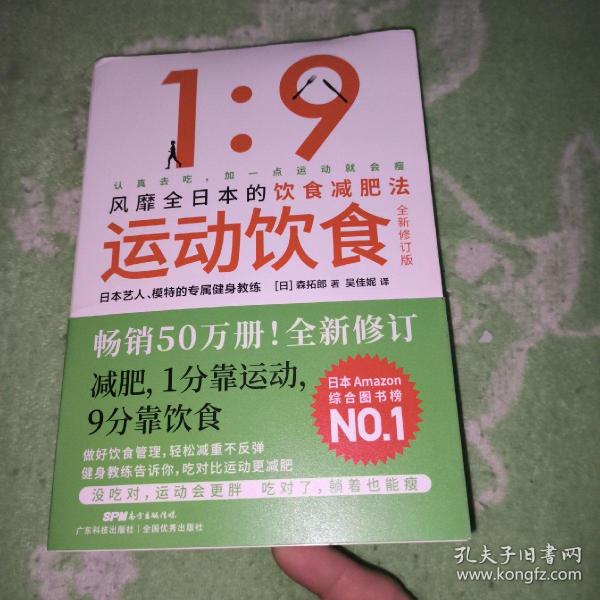 1:9
认真去吃，加一点运动就会瘦
风靡全日本的饮食减肥法
运动饮食
全新修订版
日本艺人、模特的专属健身教练 [日]森拓郎 著 吴佳妮 译
畅销50万册！全新修订
减肥，1分靠运动，
9分靠饮食
日本Amazon
综合图书榜
NO.1
做好饮食管理，轻松减重不反弹
健身教练告诉你，吃对比运动更减肥
没吃对，运动会更胖 吃对了，躺着也能瘦
SPM 南方出版传媒
广东科技出版社｜全国优秀出版社
孔夫子旧书网
www.kongfz.com